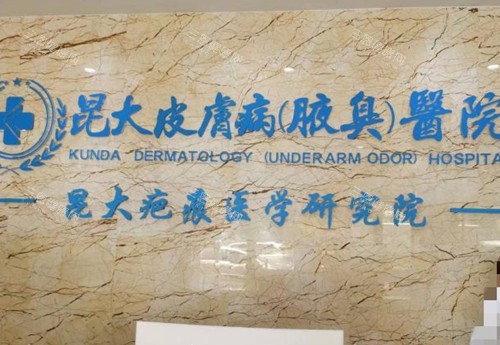 昆大皮膚病(腋臭)醫院
KUNDA DERMATOLOGY (UNDERARM ODOR) HOSPITA
昆大疤痕医学研究院